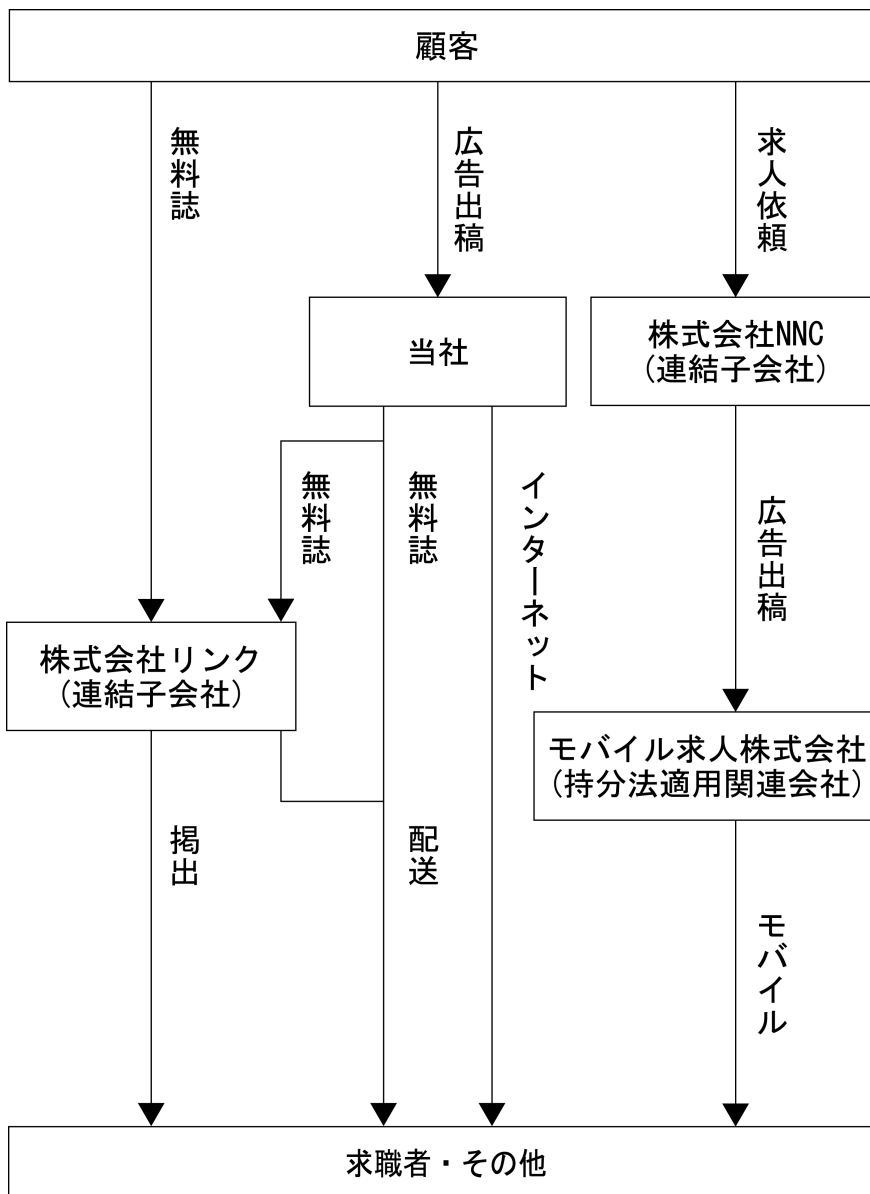 顧客
無料誌
広告出稿
求人依頼
当社
株式会社NNC
(連結子会社)
無料誌
無料誌
インターネット
広告出稿
株式会社リンク
(連結子会社)
モバイル求人株式会社
(持分法適用関連会社)
掲出
配送
モバイル
求職者・その他